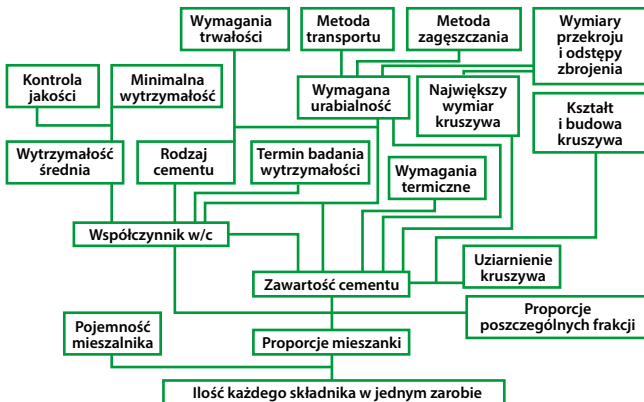 Wymagania
trwałości
Metoda
transportu
Metoda
zagęszczania
Wymiary
przekroju
i odstępy
zbrojenia
Kontrola
jakości
Minimalna
wytrzymałość
Wymagana
urabialność
Największy
wymiar
kruszywa
Kształt
i budowa
kruszywa
Wytrzymałość
średnia
Rodzaj
cementu
Termin badania
wytrzymałości
Wymagania
termiczne
Współczynnik w/c
Uziarnienie
kruszywa
Zawartość cementu
Proporcje
poszczególnych frakcji
Pojemność
mieszalnika
Proporcje mieszanki
Ilość każdego składnika w jednym zarobie